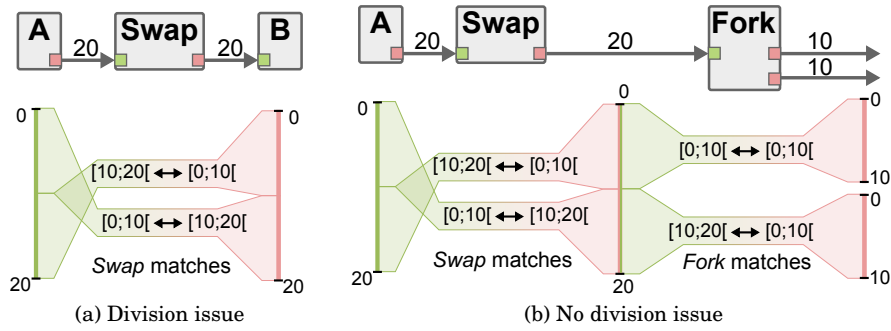 A
Swap
B
20
20
0
[10;20[ ↔ [0;10[
[0;10[ ↔ [10;20[
Swap matches
20
0
20
(a) Division issue
A
Swap
Fork
20
20
10
10
0
[10;20[ ↔ [0;10[
[0;10[ ↔ [10;20[
Swap matches
20
0
20
[0;10[ ↔ [0;10[
[10;20[ ↔ [0;10[
Fork matches
0
10
0
10
(b) No division issue